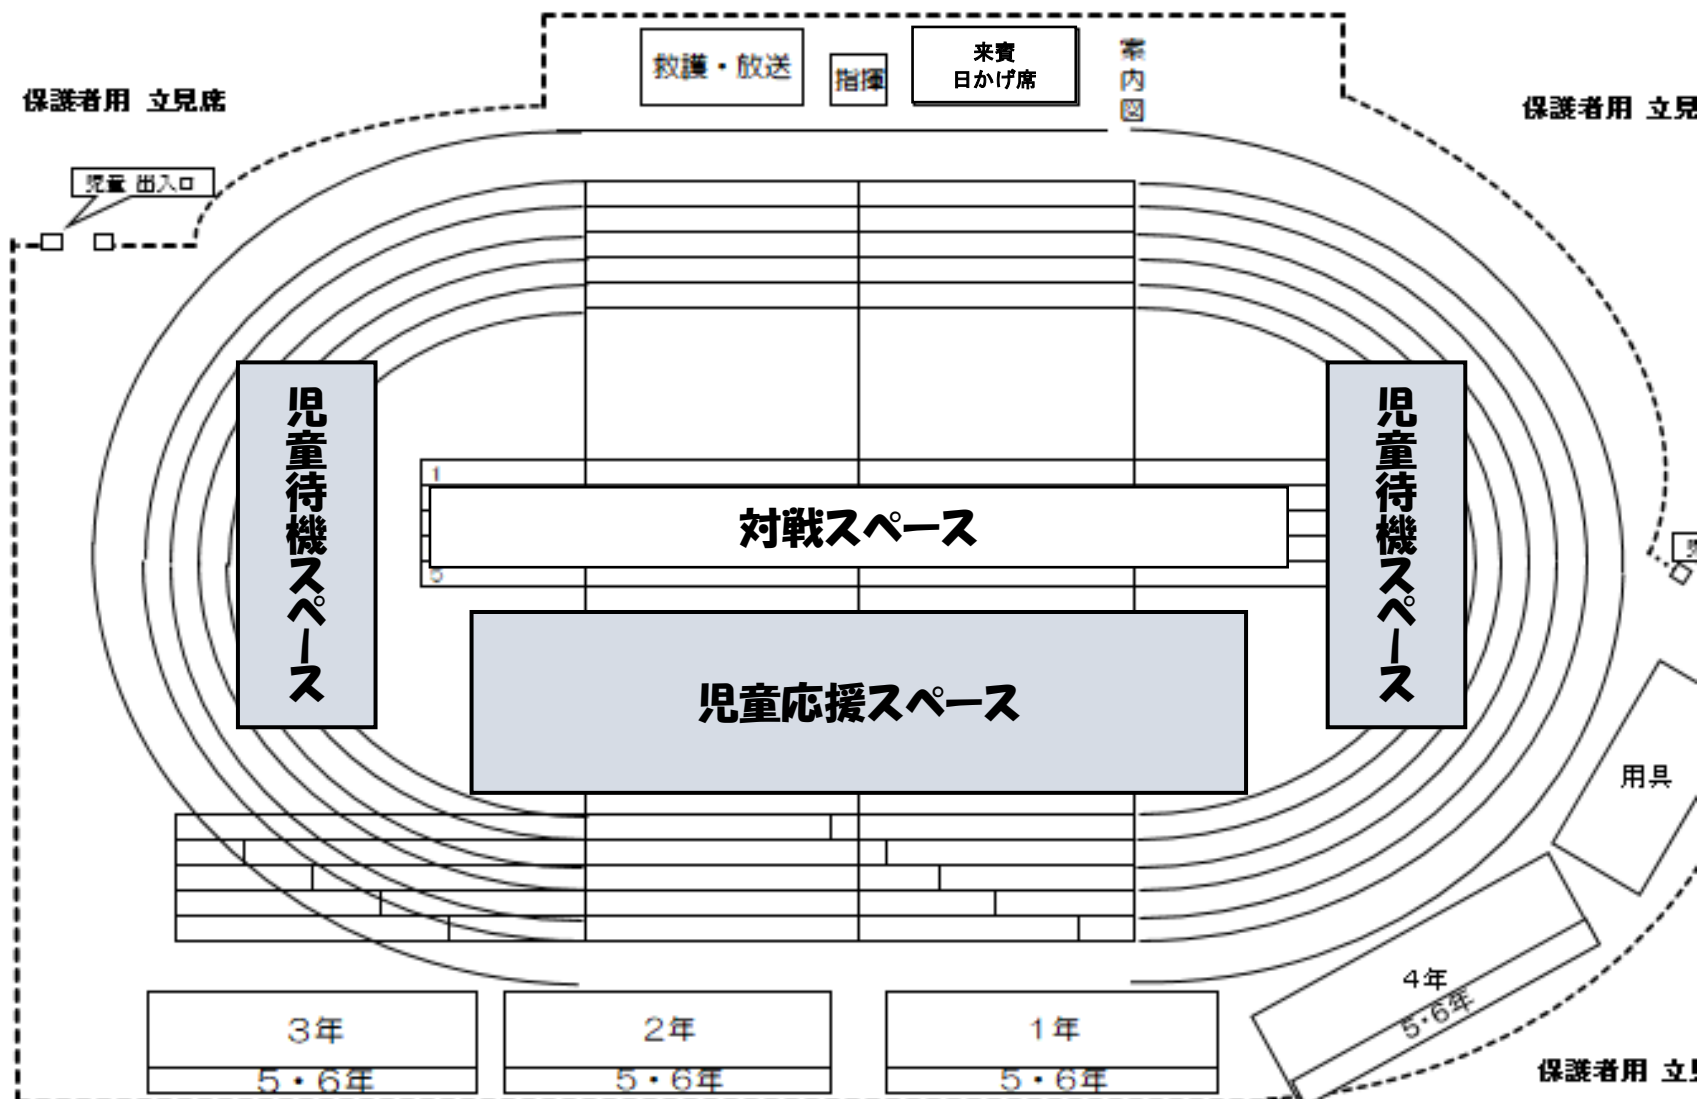 救護・放送
指揮
来賓
日かげ席
案内図
保護者用 立見席
保護者用 立見
児童 出入口
児童待機スペース
児童待機スペース
1
対戦スペース
5
児童応援スペース
用具
4年
5・6年
3年
5・6年
2年
5・6年
1年
5・6年
保護者用 立見